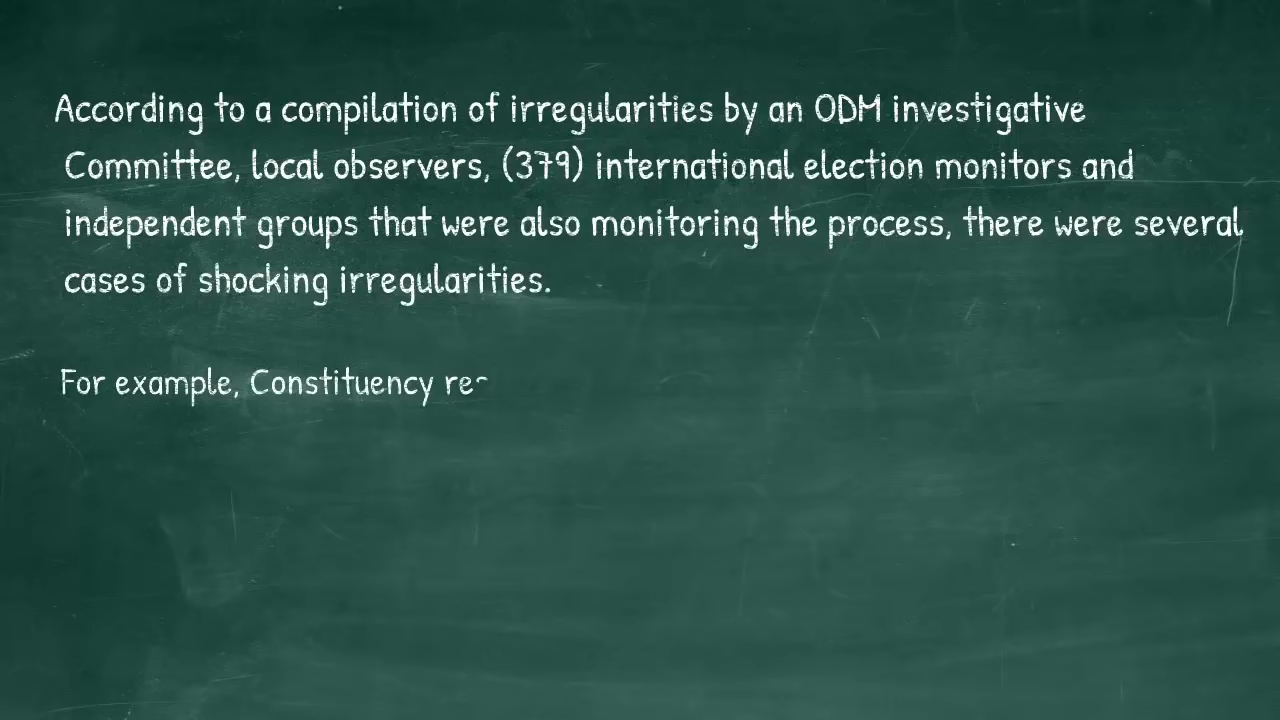 According to a compilation of irregularities by an ODM investigative
Committee, local observers, (379) international election monitors and
independent groups that were also monitoring the process, there were several
cases of shocking irregularities.
For example, Constituency